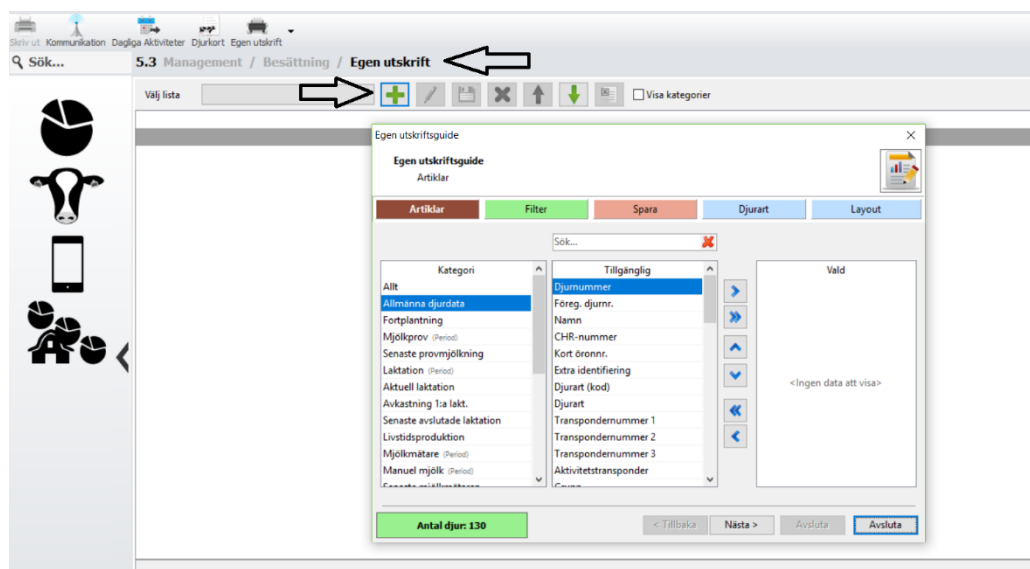 Skriv ut Kommunikation Dagliga Aktiviteter Djurkort Egen utskrift
Sök... 5.3 Management / Besättning / Egen utskrift
Välj lista Visa kategorier
Egen utskriftsguide
Egen utskriftsguide
Artiklar
Artiklar Filter Spara Djurart Layout
Sök...
Kategori Tillgänglig Vald
Allt Djurnummer
Allmänna djurdata Föreg. djurnr.
Fortplantning Namn
Mjölkprov (Period) CHR-nummer
Senaste provmjölkning Kort öronnr.
Laktation (Period) Extra identifiering
Aktuell laktation Djurart (kod) <Ingen data att visa>
Avkastning 1:a lakt. Djurart
Senaste avslutade laktation Transpondernummer 1
Livstidsproduktion Transpondernummer 2
Mjölkmätare (Period) Transpondernummer 3
Manuel mjölk (Period) Aktivitetstransponder
Antal djur: 130 < Tillbaka Nästa > Avsluta Avsluta